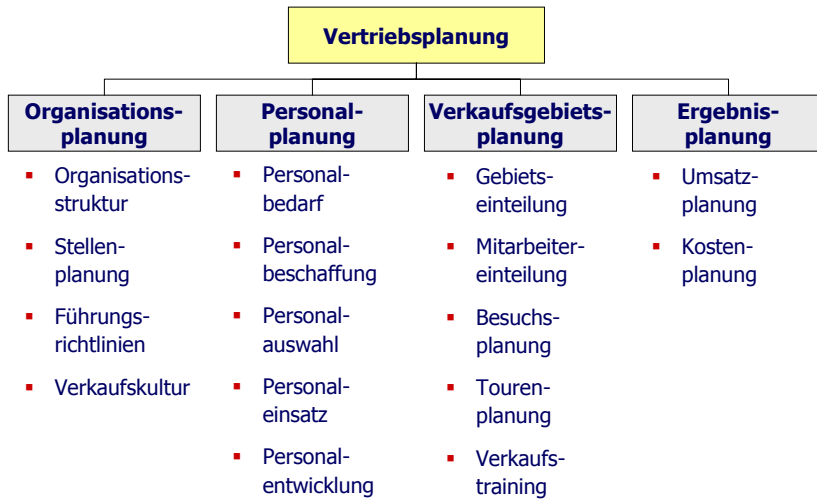 Vertriebsplanung
Organisations-
planung
Organisations-
struktur
Stellen-
planung
Führungs-
richtlinien
Verkaufskultur
Personal-
planung
Personal-
bedarf
Personal-
beschaffung
Personal-
auswahl
Personal-
einsatz
Personal-
entwicklung
Verkaufsgebiets-
planung
Gebiets-
einteilung
Mitarbeiter-
einteilung
Besuchs-
planung
Touren-
planung
Verkaufs-
training
Ergebnis-
planung
Umsatz-
planung
Kosten-
planung